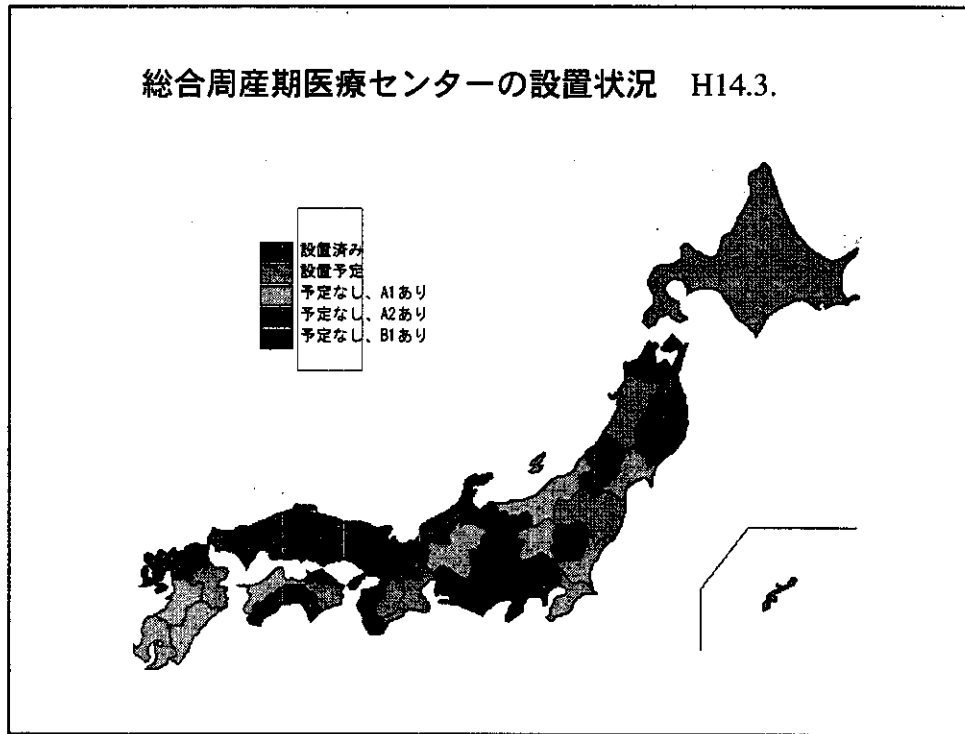 総合周産期医療センターの設置状況 H14.3.
設置済み
設置予定
予定なし、A1あり
予定なし、A2あり
予定なし、B1あり